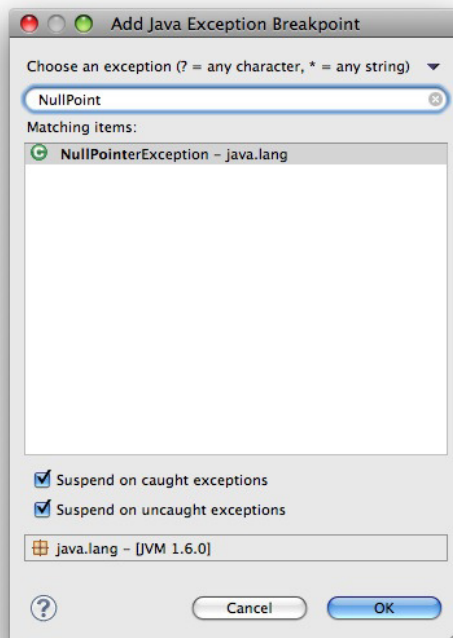 Add Java Exception Breakpoint
Choose an exception (? = any character, * = any string)
NullPoint
Matching items:
C NullPointerException – java.lang
Suspend on caught exceptions
Suspend on uncaught exceptions
java.lang – [JVM 1.6.0]
? Cancel OK